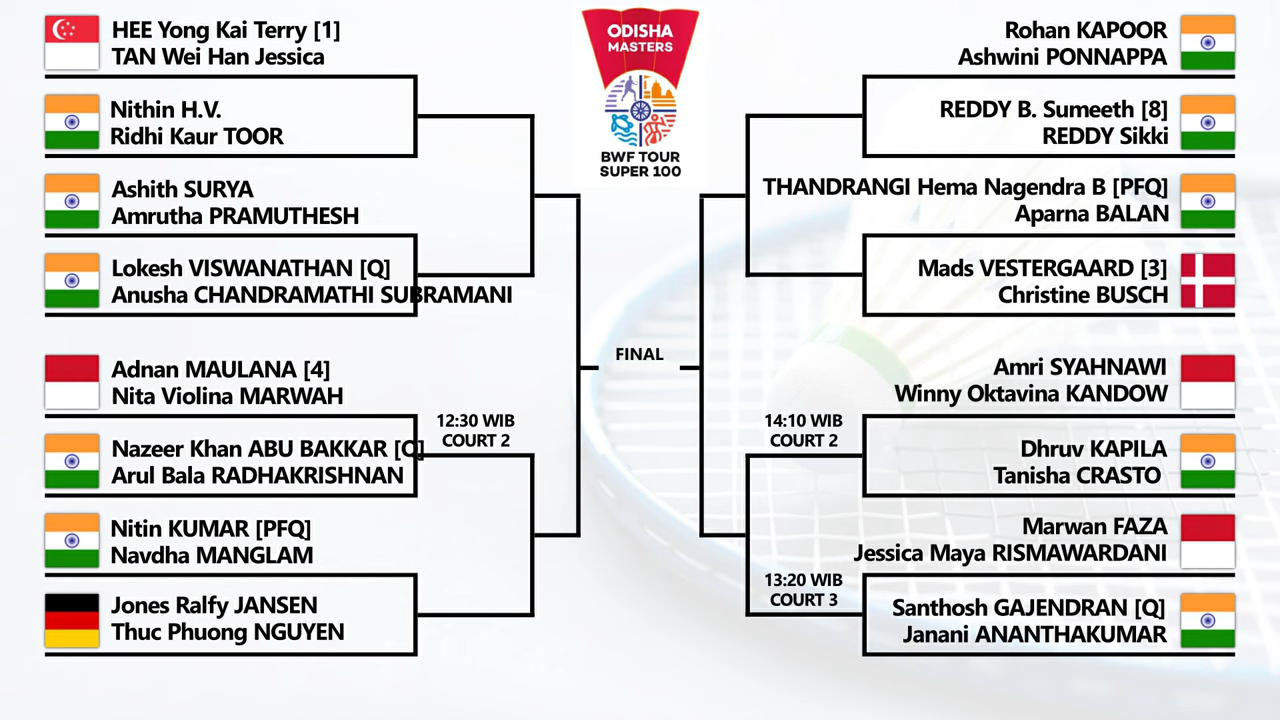 HEE Yong Kai Terry [1]
TAN Wei Han Jessica
Nithin H.V.
Ridhi Kaur TOOR
Ashith SURYA
Amrutha PRAMUTHESH
Lokesh VISWANATHAN [Q]
Anusha CHANDRAMATHI SUBRAMANI
Adnan MAULANA [4]
Nita Violina MARWAH
12:30 WIB
COURT 2
Nazeer Khan ABU BAKKAR [Q]
Arul Bala RADHAKRISHNAN
Nitin KUMAR [PFQ]
Navdha MANGLAM
Jones Ralfy JANSEN
Thuc Phuong NGUYEN
ODISHA
MASTERS
BWF TOUR
SUPER 100
FINAL
Rohan KAPOOR
Ashwini PONNAPPA
REDDY B. Sumeeth [8]
REDDY Sikki
THANDRANGI Hema Nagendra B [PFQ]
Aparna BALAN
Mads VESTERGAARD [3]
Christine BUSCH
Amri SYAHNAWI
Winny Oktavina KANDOW
14:10 WIB
COURT 2
Dhruv KAPILA
Tanisha CRASTO
Marwan FAZA
Jessica Maya RISMAWARDANI
13:20 WIB
COURT 3
Santhosh GAJENDRAN [Q]
Janani ANANTHAKUMAR